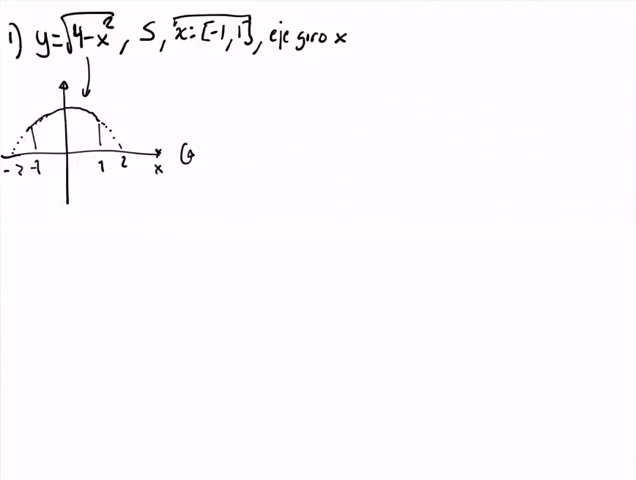 1) y=√4-x², S, x=[-1,1], eje giro x
-2 -1 1 2 x